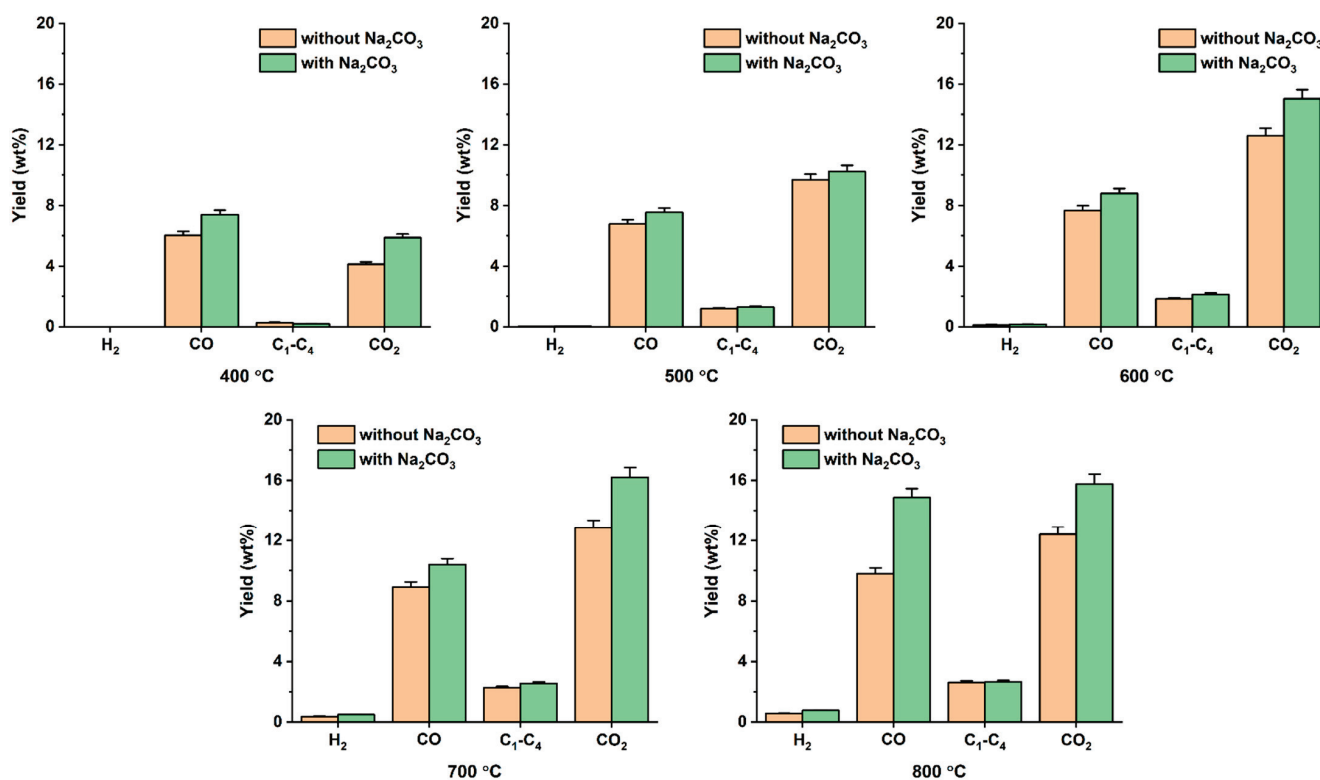 20
16
12
8
4
0
Yield (wt%)
without Na₂CO₃
with Na₂CO₃
H₂
CO
C₁-C₄
CO₂
400 °C
20
16
12
8
4
0
Yield (wt%)
without Na₂CO₃
with Na₂CO₃
H₂
CO
C₁-C₄
CO₂
500 °C
20
16
12
8
4
0
Yield (wt%)
without Na₂CO₃
with Na₂CO₃
H₂
CO
C₁-C₄
CO₂
600 °C
20
16
12
8
4
0
Yield (wt%)
without Na₂CO₃
with Na₂CO₃
H₂
CO
C₁-C₄
CO₂
700 °C
20
16
12
8
4
0
Yield (wt%)
without Na₂CO₃
with Na₂CO₃
H₂
CO
C₁-C₄
CO₂
800 °C